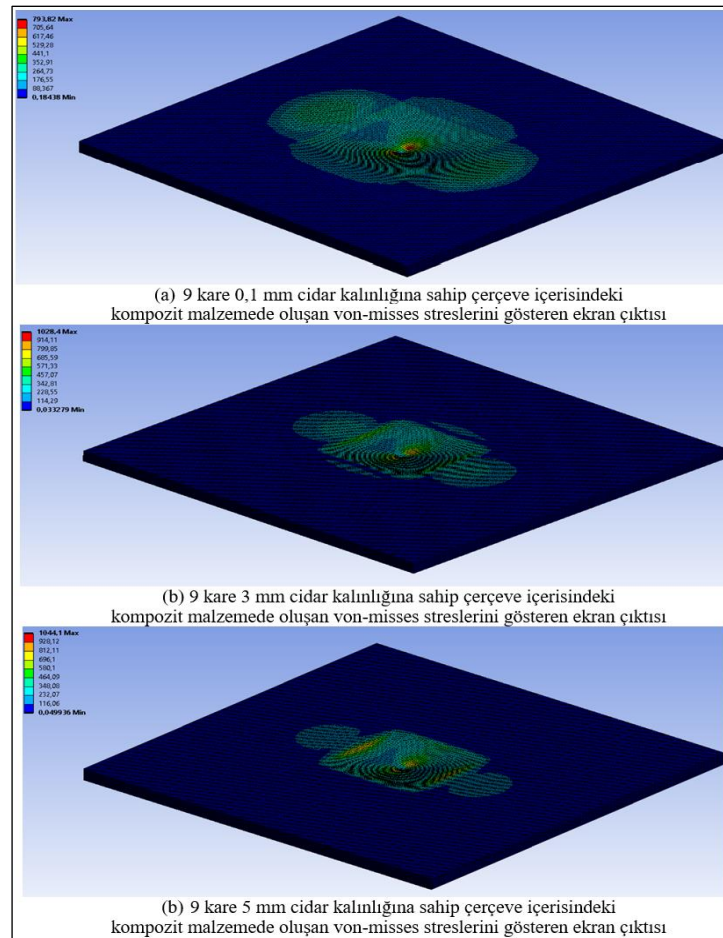 793,82 Max
705,64
617,46
529,28
441,1
352,91
264,73
176,55
88,367
0,18438 Min
(a) 9 kare 0,1 mm cidar kalınlığına sahip çerçeve içerisindeki
kompozit malzemede oluşan von-misses streslerini gösteren ekran çıktısı
1028,4 Max
914,11
799,85
685,59
571,33
457,07
342,81
228,55
114,29
0,033279 Min
(b) 9 kare 3 mm cidar kalınlığına sahip çerçeve içerisindeki
kompozit malzemede oluşan von-misses streslerini gösteren ekran çıktısı
1044,1 Max
928,12
812,11
696,1
580,1
464,09
348,08
232,07
116,06
0,049936 Min
(b) 9 kare 5 mm cidar kalınlığına sahip çerçeve içerisindeki
kompozit malzemede oluşan von-misses streslerini gösteren ekran çıktısı